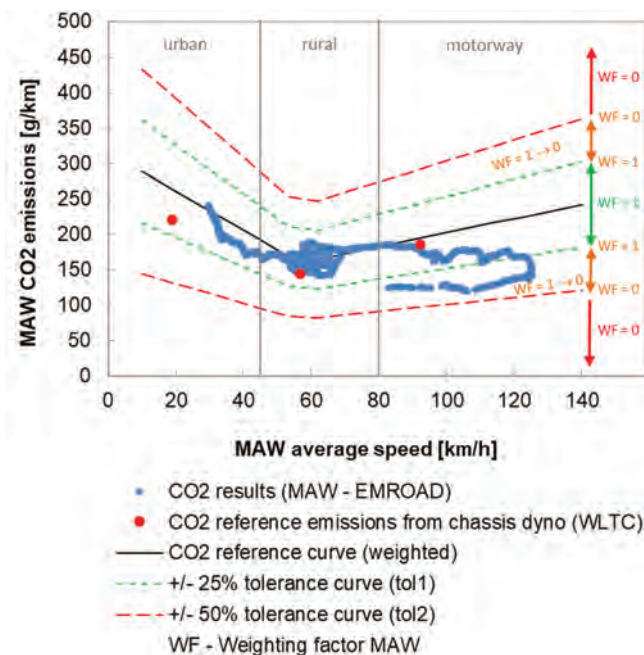 500
450
400
350
300
250
200
150
100
50
0
MAW CO2 emissions [g/km]
urban
rural
motorway
WF = 0
WF = 0
WF = 1 → 0
WF = 1
WF = 1
WF = 1
WF = 1 → 0
WF = 0
WF = 0
0 20 40 60 80 100 120 140
MAW average speed [km/h]
CO2 results (MAW - EMROAD)
CO2 reference emissions from chassis dyno (WLTC)
CO2 reference curve (weighted)
+/- 25% tolerance curve (tol1)
+/- 50% tolerance curve (tol2)
WF - Weighting factor MAW